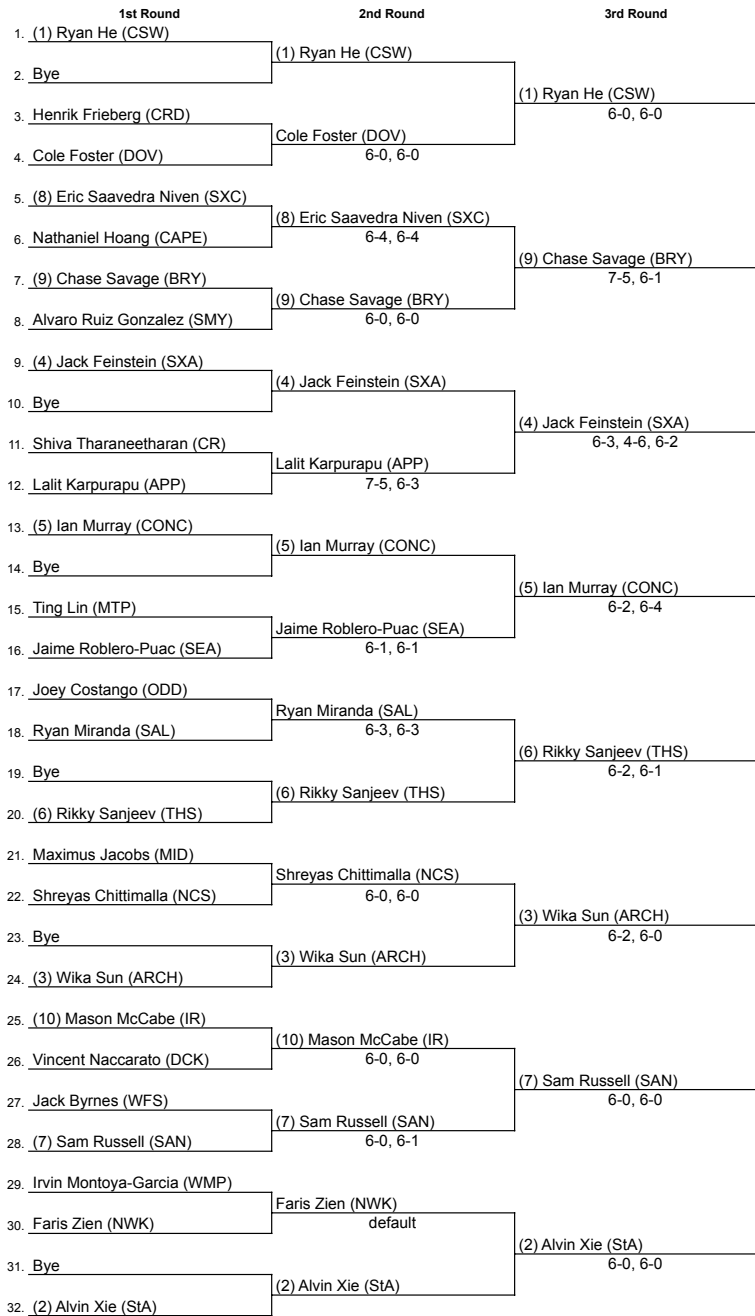 1st Round
2nd Round
3rd Round
1. (1) Ryan He (CSW)
(1) Ryan He (CSW)
2. Bye
(1) Ryan He (CSW)
6-0, 6-0
3. Henrik Frieberg (CRD)
Cole Foster (DOV)
6-0, 6-0
4. Cole Foster (DOV)
5. (8) Eric Saavedra Niven (SXC)
(8) Eric Saavedra Niven (SXC)
6-4, 6-4
6. Nathaniel Hoang (CAPE)
(9) Chase Savage (BRY)
7-5, 6-1
7. (9) Chase Savage (BRY)
(9) Chase Savage (BRY)
6-0, 6-0
8. Alvaro Ruiz Gonzalez (SMY)
9. (4) Jack Feinstein (SXA)
(4) Jack Feinstein (SXA)
10. Bye
(4) Jack Feinstein (SXA)
6-3, 4-6, 6-2
11. Shiva Tharaneetharan (CR)
Lalit Karpurapu (APP)
7-5, 6-3
12. Lalit Karpurapu (APP)
13. (5) Ian Murray (CONC)
(5) Ian Murray (CONC)
14. Bye
(5) Ian Murray (CONC)
6-2, 6-4
15. Ting Lin (MTP)
Jaime Roblero-Puac (SEA)
6-1, 6-1
16. Jaime Roblero-Puac (SEA)
17. Joey Costango (ODD)
Ryan Miranda (SAL)
6-3, 6-3
18. Ryan Miranda (SAL)
(6) Rikky Sanjeev (THS)
6-2, 6-1
19. Bye
(6) Rikky Sanjeev (THS)
20. (6) Rikky Sanjeev (THS)
21. Maximus Jacobs (MID)
Shreyas Chittimalla (NCS)
6-0, 6-0
22. Shreyas Chittimalla (NCS)
(3) Wika Sun (ARCH)
6-2, 6-0
23. Bye
(3) Wika Sun (ARCH)
24. (3) Wika Sun (ARCH)
25. (10) Mason McCabe (IR)
(10) Mason McCabe (IR)
6-0, 6-0
26. Vincent Naccarato (DCK)
(7) Sam Russell (SAN)
6-0, 6-0
27. Jack Byrnes (WFS)
(7) Sam Russell (SAN)
6-0, 6-1
28. (7) Sam Russell (SAN)
29. Irvin Montoya-Garcia (WMP)
Faris Zien (NWK)
default
30. Faris Zien (NWK)
(2) Alvin Xie (StA)
6-0, 6-0
31. Bye
(2) Alvin Xie (StA)
32. (2) Alvin Xie (StA)